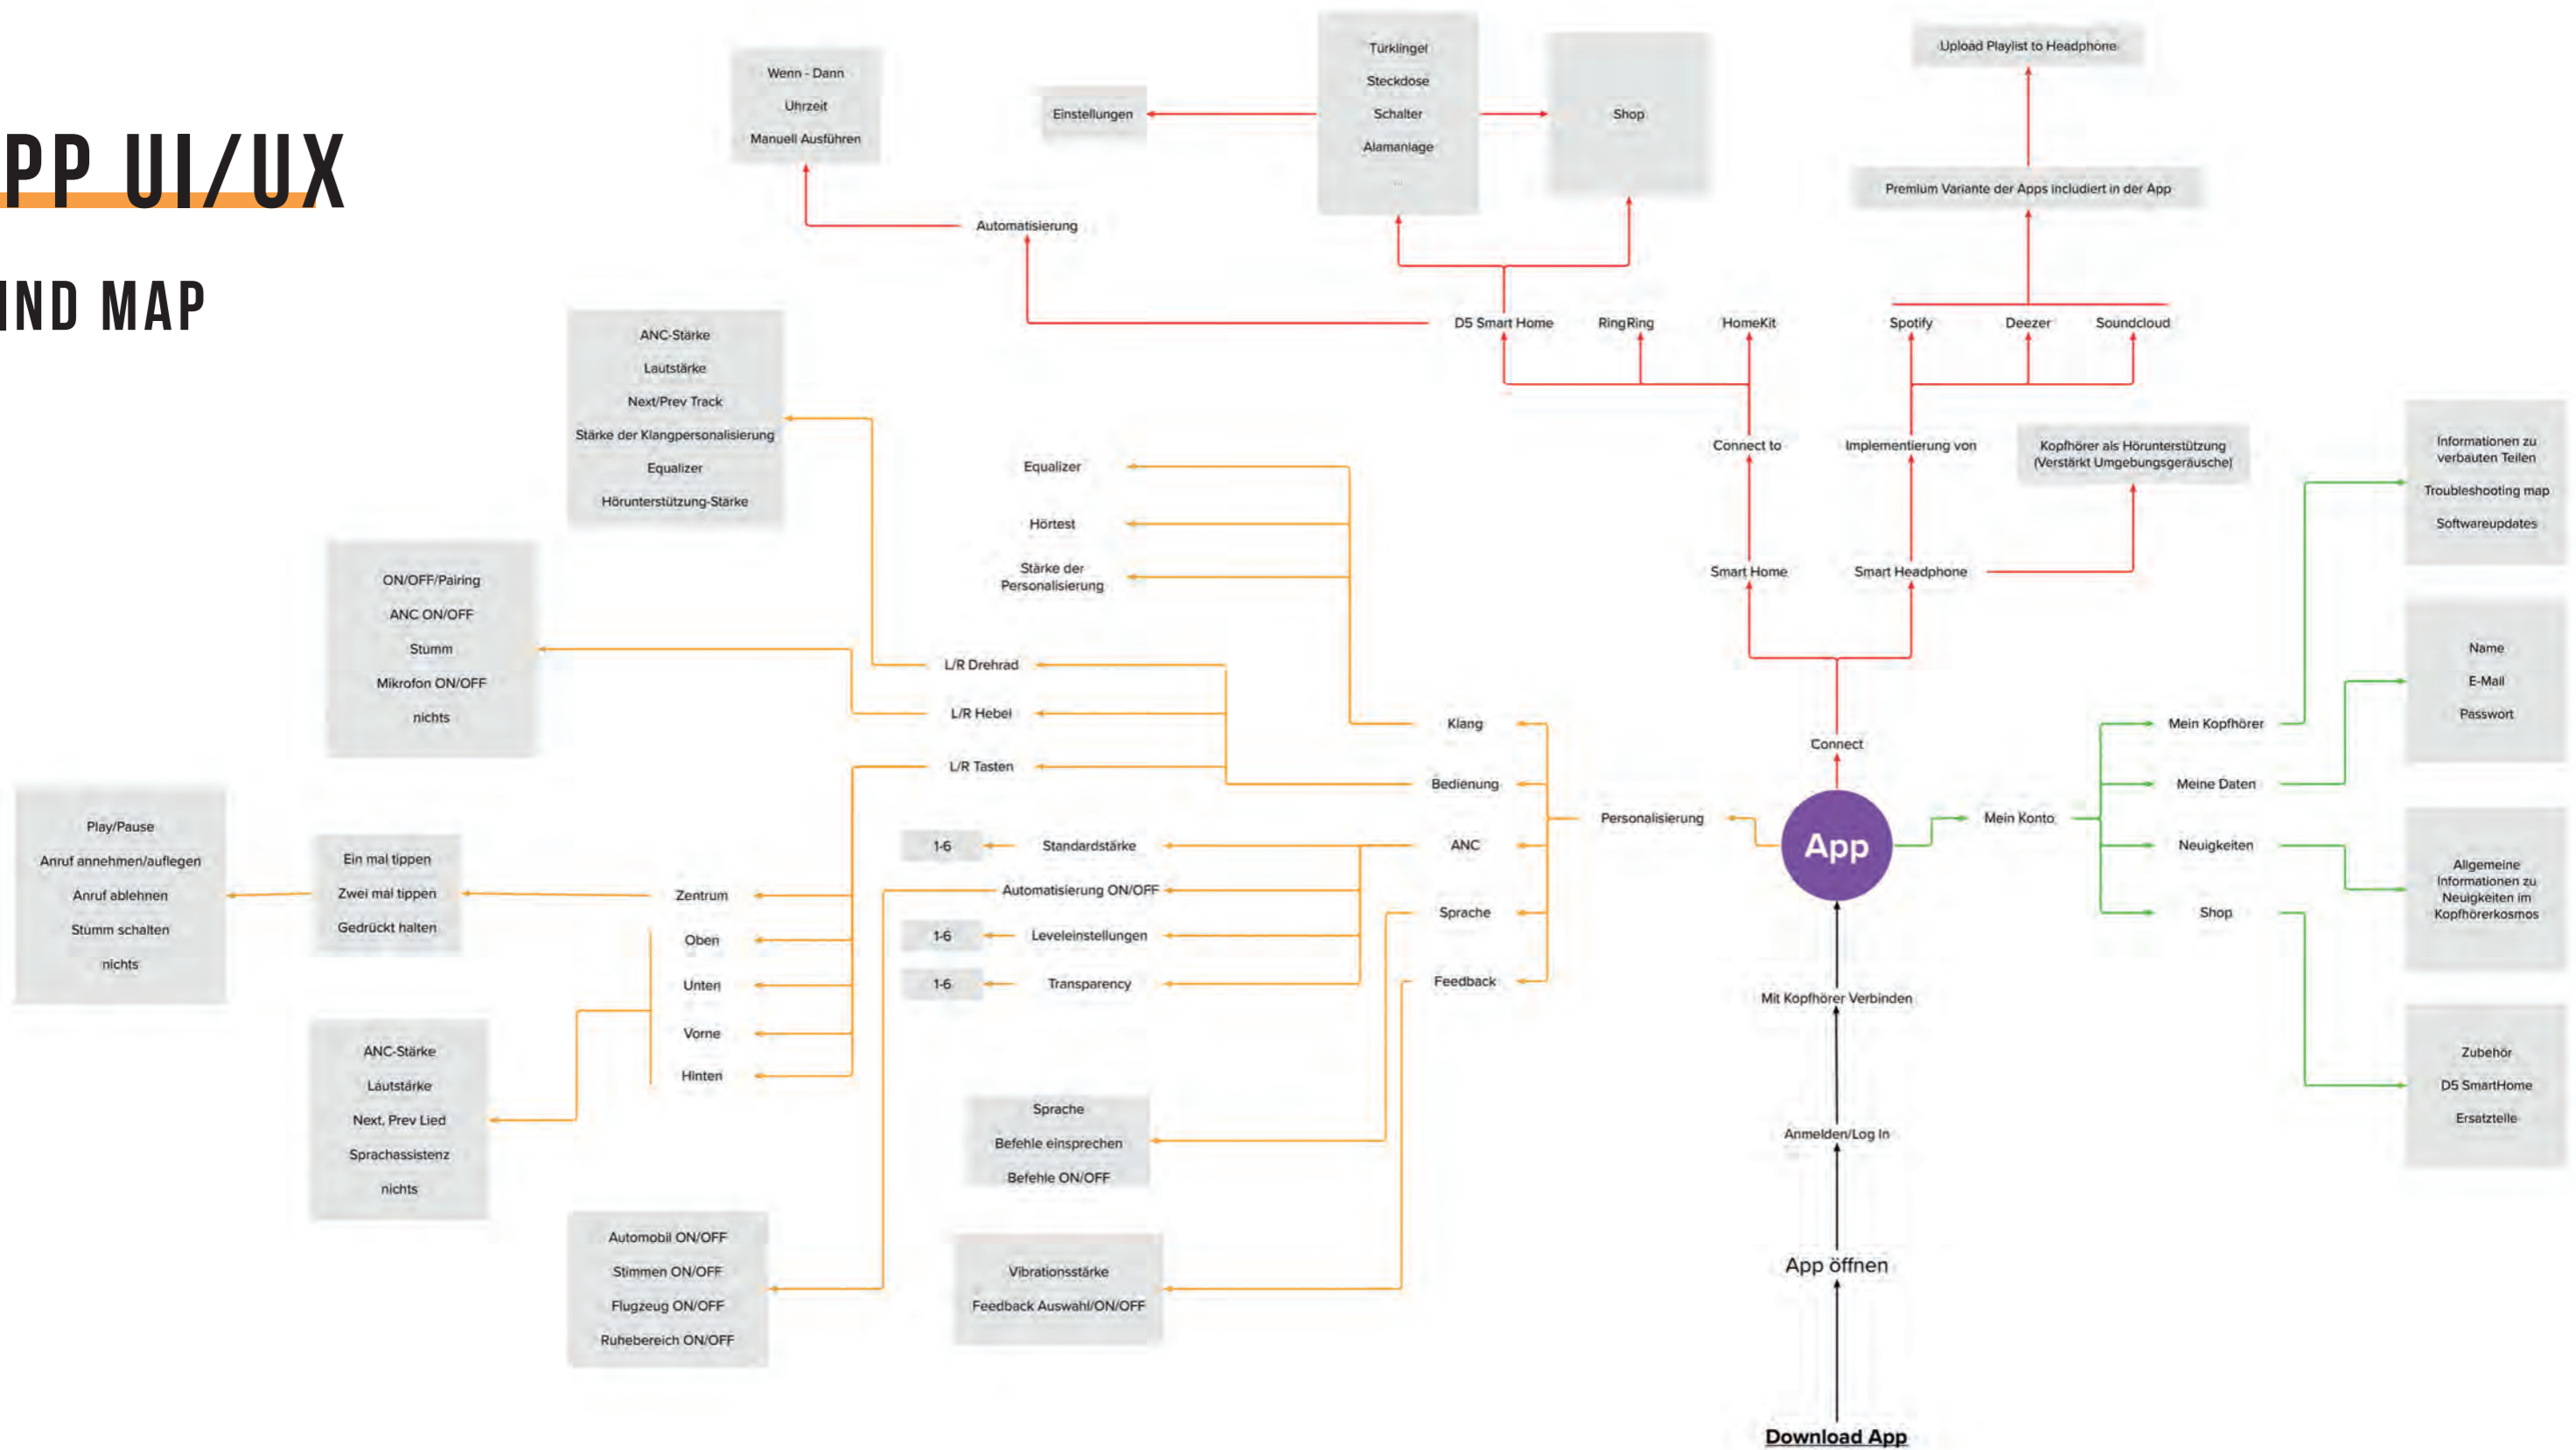 PP UI/UX
IND MAP
Wenn - Dann
Uhrzeit
Manuell Ausführen
Einstellungen
Türklingel
Steckdose
Schalter
Alamanlage
...
Shop
Upload Playlist to Headphone
Premium Variante der Apps includiert in der App
Automatisierung
D5 Smart Home
RingRing
HomeKit
Spotify
Deezer
Soundcloud
Connect to
Implementierung von
Kopfhörer als Hörunterstützung
(Verstärkt Umgebungsgeräusche)
Smart Home
Smart Headphone
Connect
ANC-Stärke
Lautstärke
Next/Prev Track
Stärke der Klangpersonalisierung
Equalizer
Hörunterstützung-Stärke
Equalizer
Hörtest
Stärke der
Personalisierung
ON/OFF/Pairing
ANC ON/OFF
Stumm
Mikrofon ON/OFF
nichts
L/R Drehrad
L/R Hebel
L/R Tasten
Klang
Bedienung
ANC
Sprache
Feedback
Personalisierung
App
Mein Konto
Mein Kopfhörer
Meine Daten
Neuigkeiten
Shop
Informationen zu
verbauten Teilen
Troubleshooting map
Softwareupdates
Name
E-Mail
Passwort
Allgemeine
Informationen zu
Neuigkeiten im
Kopfhörerkosmos
Zubehör
D5 SmartHome
Ersatzteile
Play/Pause
Anruf annehmen/auflegen
Anruf ablehnen
Stumm schalten
nichts
Ein mal tippen
Zwei mal tippen
Gedrückt halten
Zentrum
Oben
Unten
Vorne
Hinten
1-6
Standardstärke
Automatisierung ON/OFF
1-6
Leveleinstellungen
1-6
Transparency
ANC-Stärke
Lautstärke
Next, Prev Lied
Sprachassistenz
nichts
Automobil ON/OFF
Stimmen ON/OFF
Flugzeug ON/OFF
Ruhebereich ON/OFF
Sprache
Befehle einsprechen
Befehle ON/OFF
Vibrationsstärke
Feedback Auswahl/ON/OFF
Mit Kopfhörer Verbinden
Anmelden/Log In
App öffnen
Download App